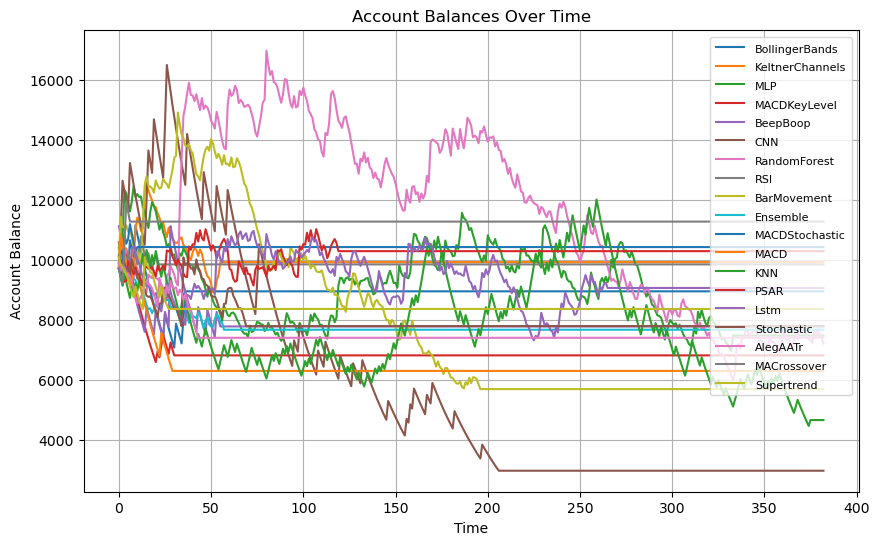 Account Balances Over Time
Account Balance
16000
14000
12000
10000
8000
6000
4000
BollingerBands
KeltnerChannels
MLP
MACDKeyLevel
BeepBoop
CNN
RandomForest
RSI
BarMovement
Ensemble
MACDStochastic
MACD
KNN
PSAR
Lstm
Stochastic
AlegAATr
MACrossover
Supertrend
0 50 100 150 200 250 300 350 400
Time